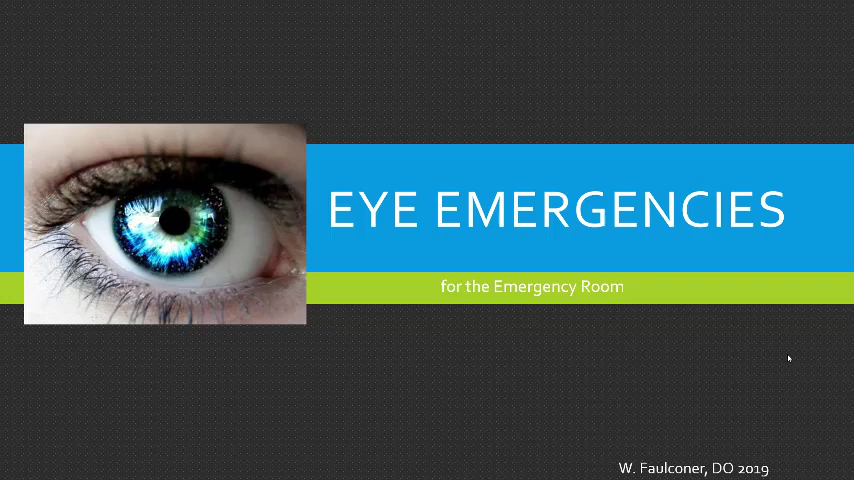 EYE EMERGENCIES
for the Emergency Room
W. Faulconer, DO 2019